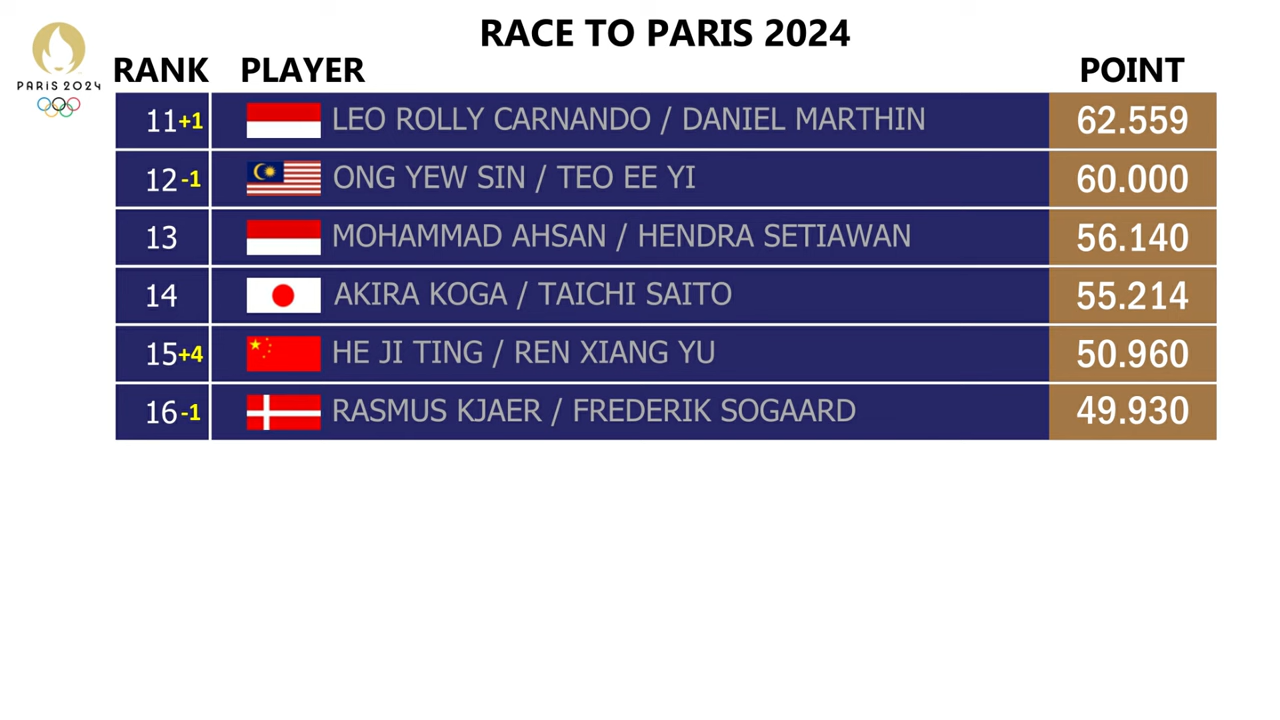 RACE TO PARIS 2024
PARIS 2024
RANK PLAYER POINT
11 +1 LEO ROLLY CARNANDO / DANIEL MARTHIN 62.559
12 -1 ONG YEW SIN / TEO EE YI 60.000
13 MOHAMMAD AHSAN / HENDRA SETIAWAN 56.140
14 AKIRA KOGA / TAICHI SAITO 55.214
15 +4 HE JI TING / REN XIANG YU 50.960
16 -1 RASMUS KJAER / FREDERIK SOGAARD 49.930